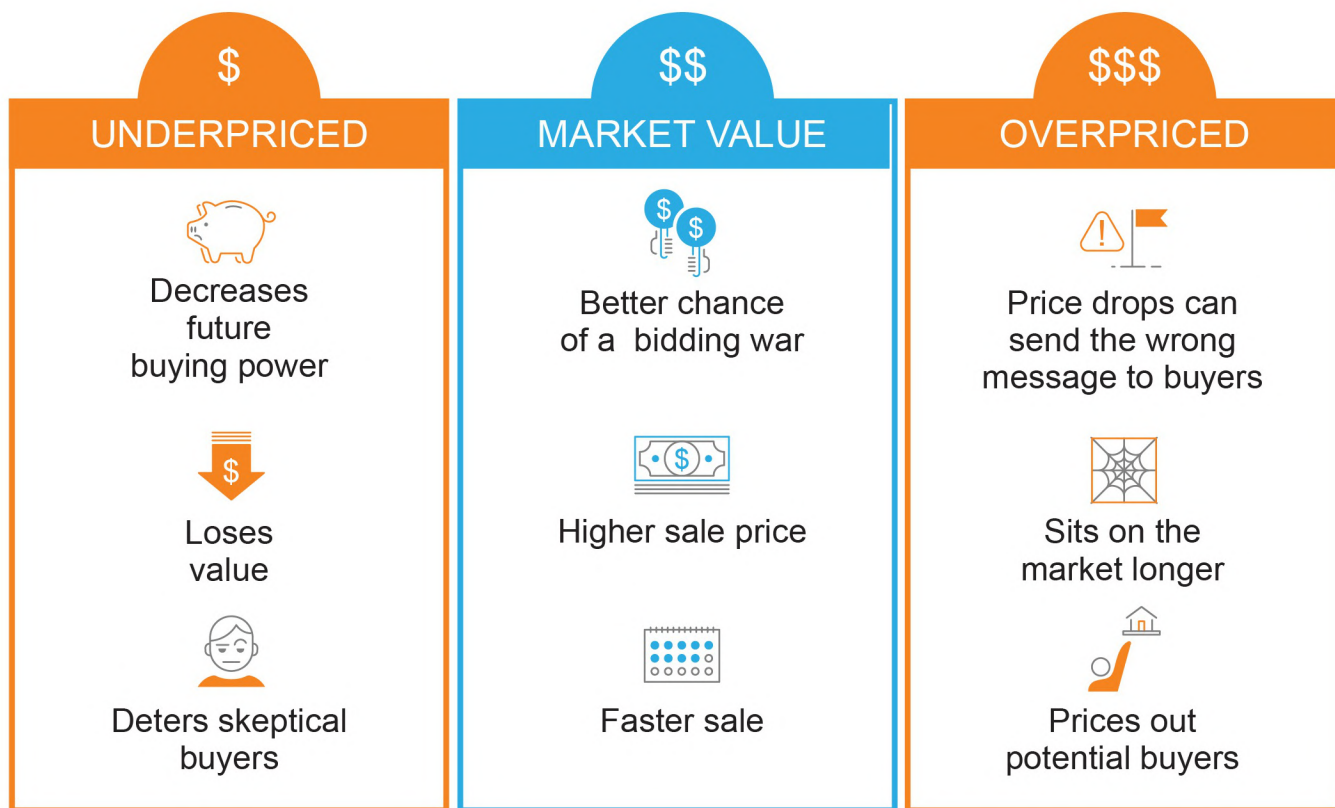 $
UNDERPRICED
Decreases
future
buying power
$
Loses
value
Deters skeptical
buyers
$$
MARKET VALUE
$
$
Better chance
of a bidding war
$
Higher sale price
Faster sale
$$$
OVERPRICED
!
Price drops can
send the wrong
message to buyers
Sits on the
market longer
Prices out
potential buyers